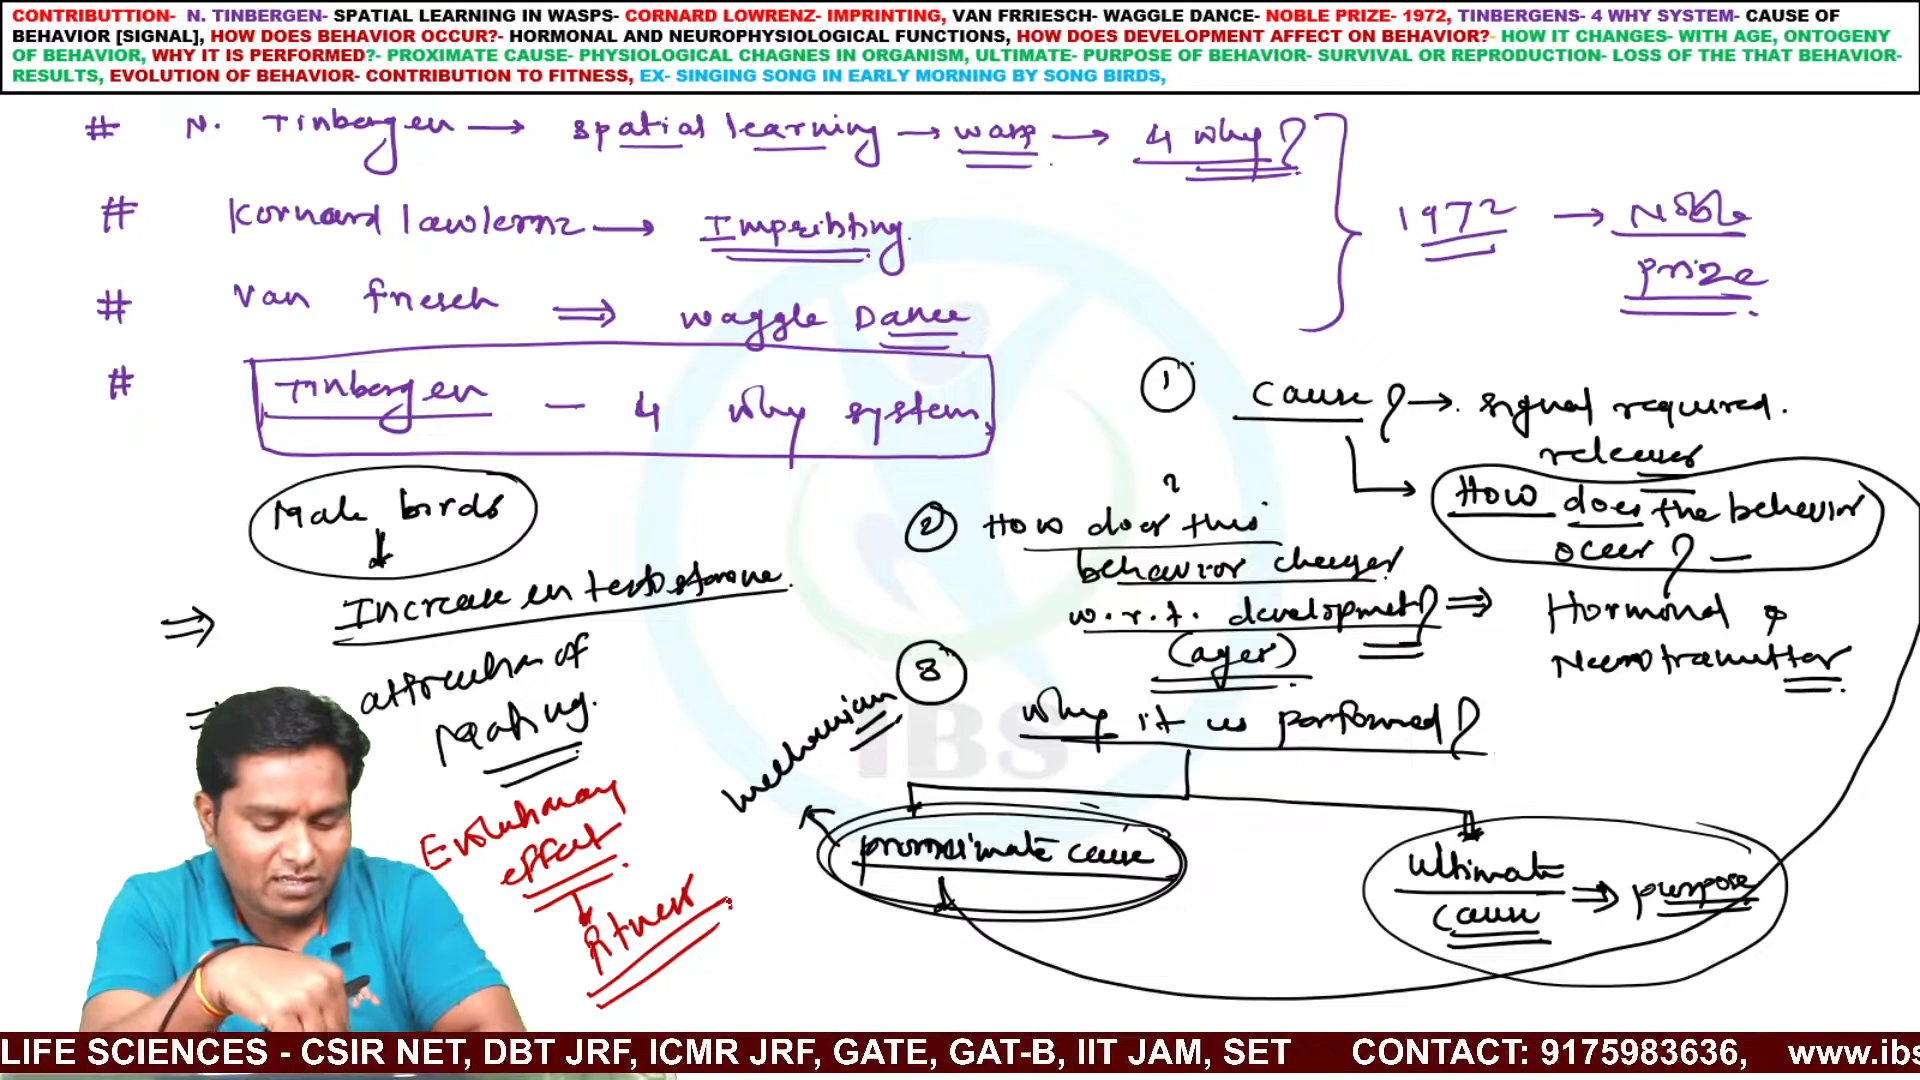 CONTRIBUTTION- N. TINBERGEN- SPATIAL LEARNING IN WASPS- CORNARD LOWRENZ- IMPRINTING, VAN FRRIESCH- WAGGLE DANCE- NOBLE PRIZE- 1972, TINBERGENS- 4 WHY SYSTEM- CAUSE OF
BEHAVIOR [SIGNAL], HOW DOES BEHAVIOR OCCUR?- HORMONAL AND NEUROPHYSIOLOGICAL FUNCTIONS, HOW DOES DEVELOPMENT AFFECT ON BEHAVIOR?- HOW IT CHANGES- WITH AGE, ONTOGENY
OF BEHAVIOR, WHY IT IS PERFORMED?- PROXIMATE CAUSE- PHYSIOLOGICAL CHAGNES IN ORGANISM, ULTIMATE- PURPOSE OF BEHAVIOR- SURVIVAL OR REPRODUCTION- LOSS OF THE THAT BEHAVIOR-
RESULTS, EVOLUTION OF BEHAVIOR- CONTRIBUTION TO FITNESS, EX- SINGING SONG IN EARLY MORNING BY SONG BIRDS,
# N. Tinbergen → spatial learning → wasp → 4 why?
# Kornard lawlernz → Impribting.
1972 → Noble
prize
# Van friesch ⇒ waggle Dance
# Tinbergen - 4 why system
① Cause? → signal required.
releaser
How does the behavior
occur? -
Male birds
② How does this
behavior changes
w.r.t. development? ⇒
(ages)
Hormonal &
Neurotramitter
⇒ Increase in testosterone.
attraction of
Mating.
③ why it is performed?
Mechanism
proximate cause
ultimate
cause ⇒ purpose
Evolutionary
effect
fitness
IBS
LIFE SCIENCES - CSIR NET, DBT JRF, ICMR JRF, GATE, GAT-B, IIT JAM, SET CONTACT: 9175983636, www.ibs